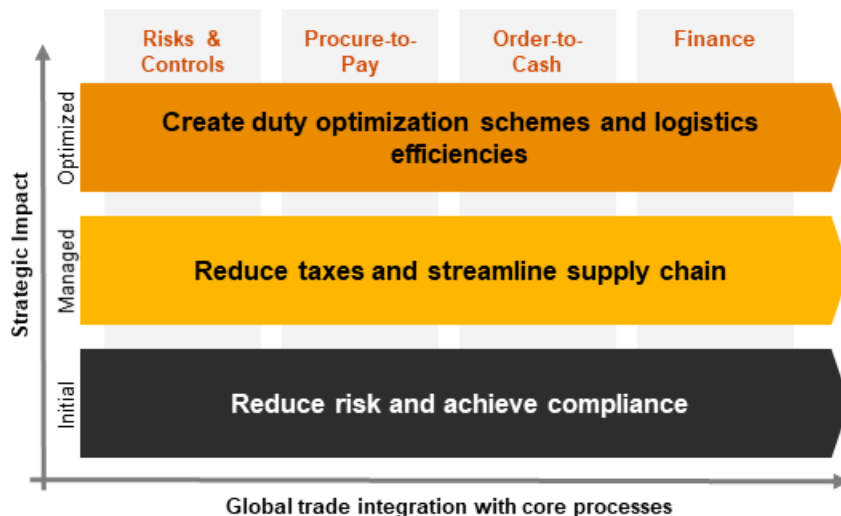 Risks & Controls
Procure-to-
Pay
Order-to-
Cash
Finance
Strategic Impact
Optimized
Create duty optimization schemes and logistics
efficiencies
Managed
Reduce taxes and streamline supply chain
Initial
Reduce risk and achieve compliance
Global trade integration with core processes